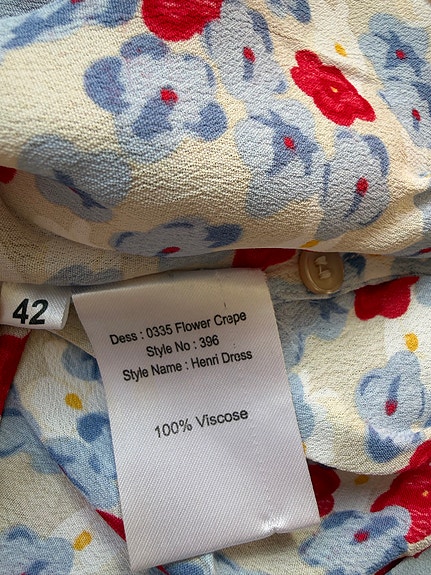 42
Dess : 0335 Flower Crepe
Style No : 396
Style Name : Henri Dress
100% Viscose